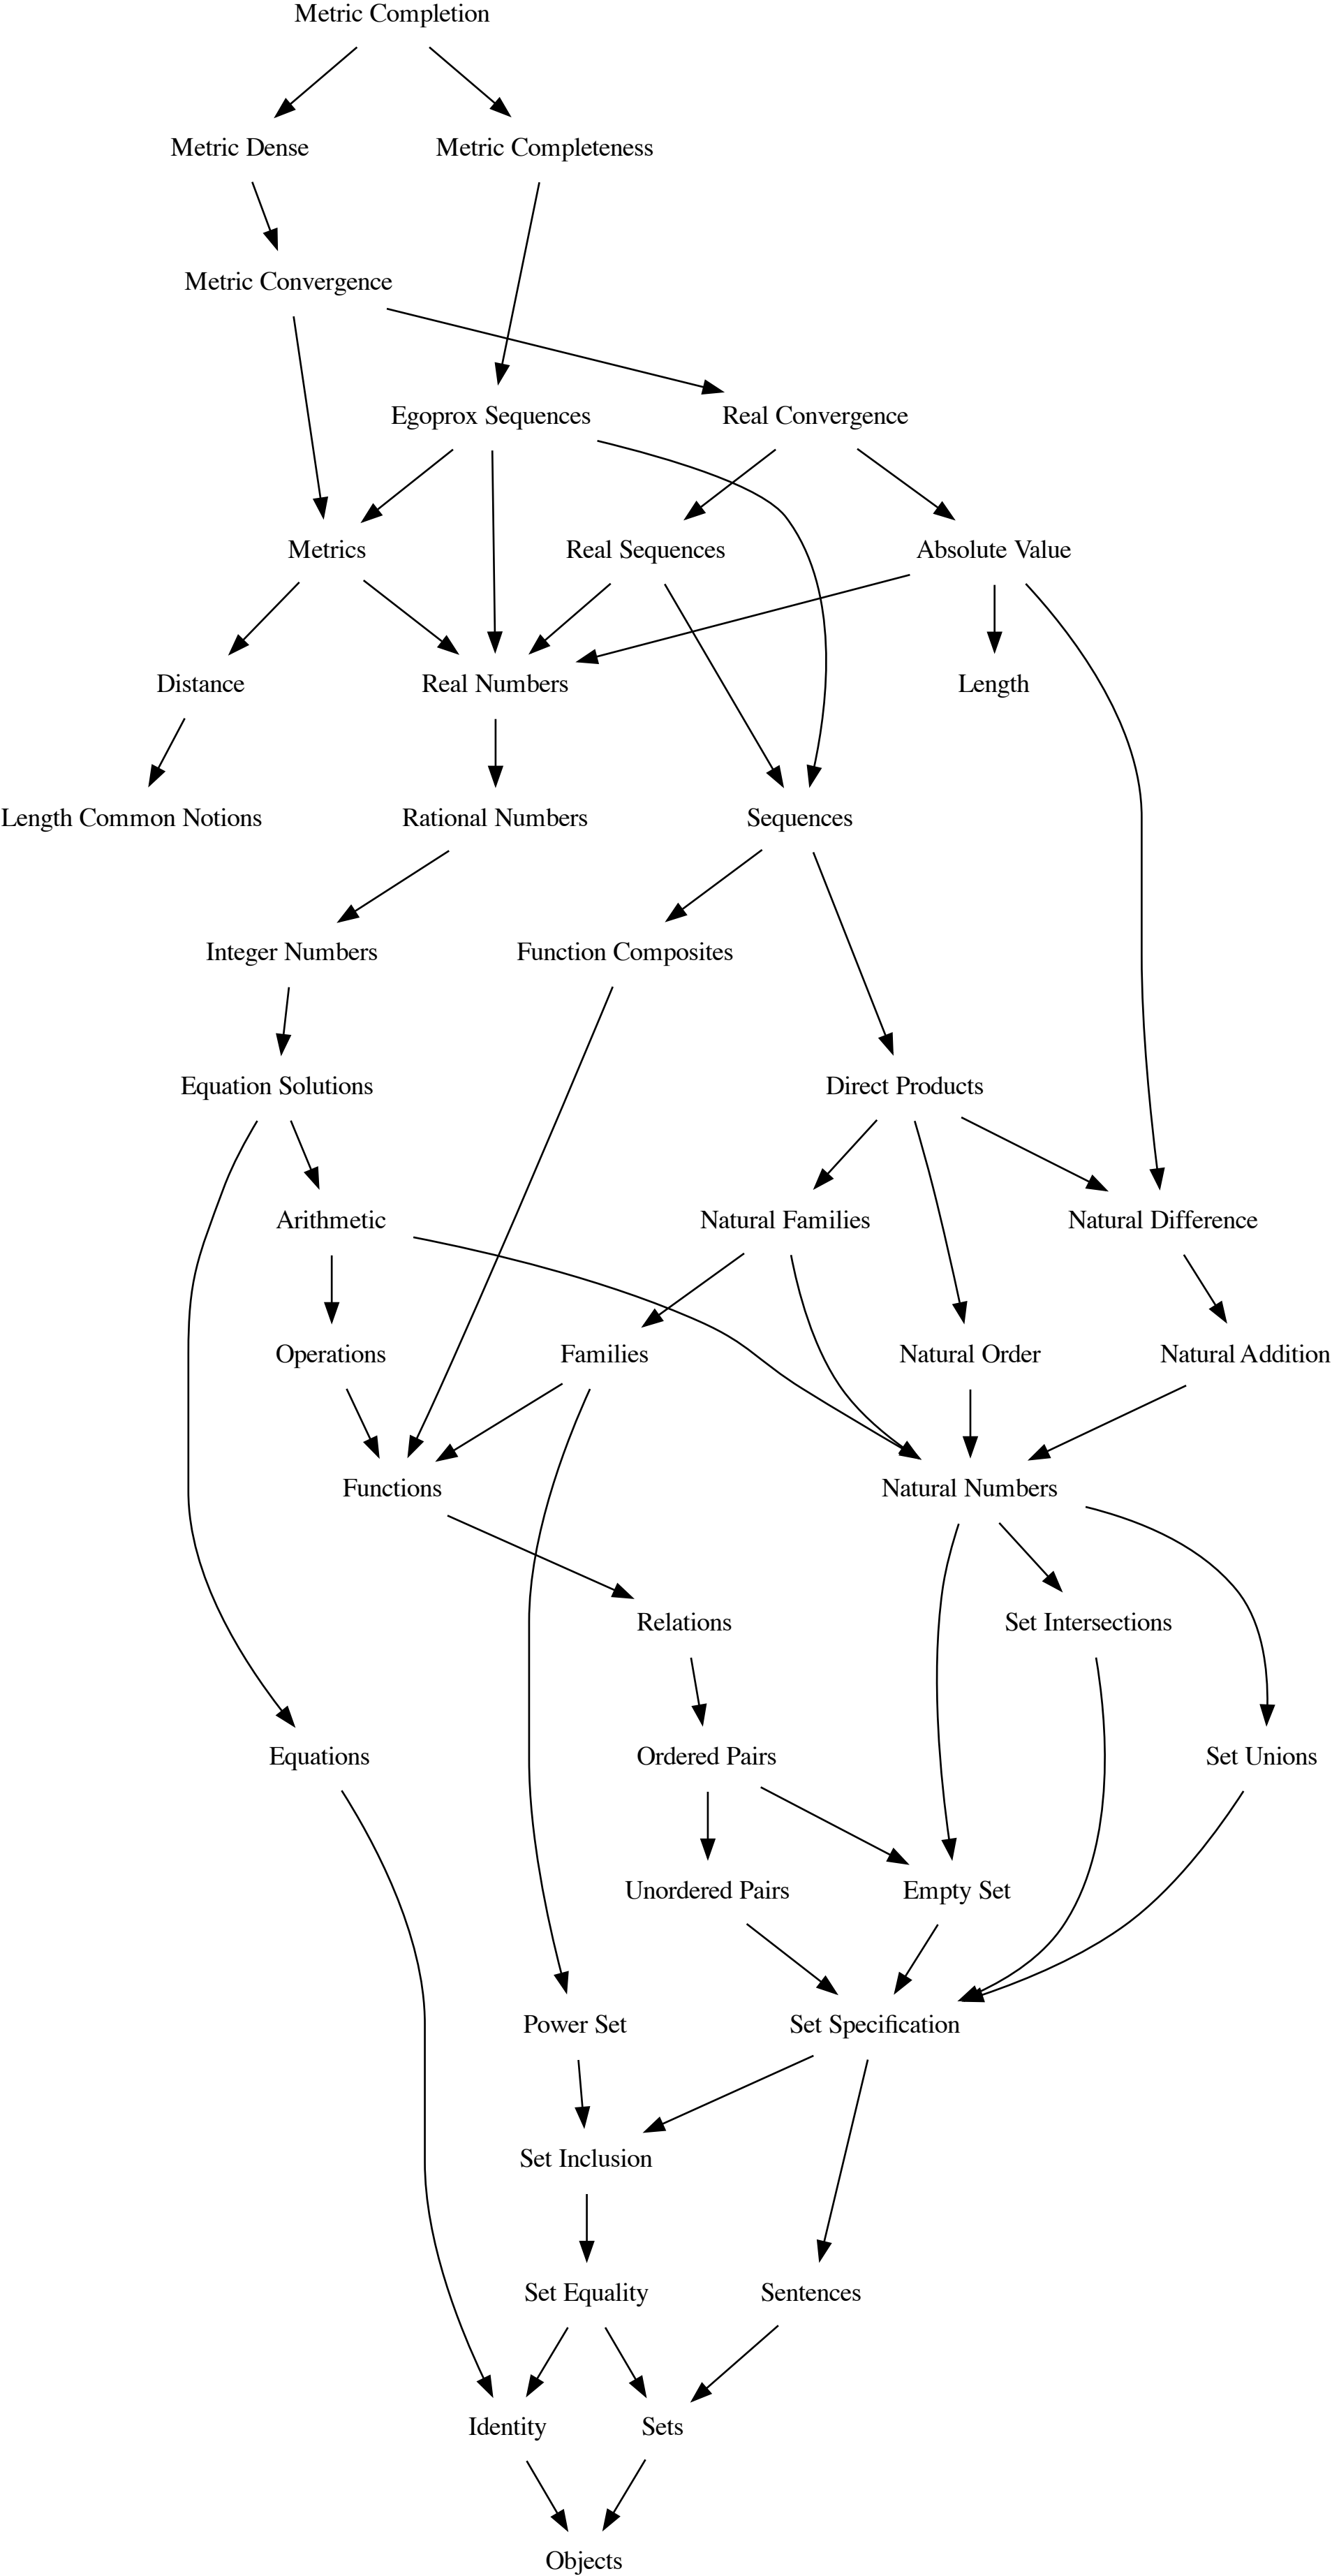 Metric Completion
Metric Dense
Metric Completeness
Metric Convergence
Egoprox Sequences
Real Convergence
Metrics
Real Sequences
Absolute Value
Distance
Real Numbers
Length
Length Common Notions
Rational Numbers
Sequences
Integer Numbers
Function Composites
Equation Solutions
Direct Products
Arithmetic
Natural Families
Natural Difference
Operations
Families
Natural Order
Natural Addition
Functions
Natural Numbers
Relations
Set Intersections
Equations
Ordered Pairs
Set Unions
Unordered Pairs
Empty Set
Power Set
Set Specification
Set Inclusion
Set Equality
Sentences
Identity
Sets
Objects